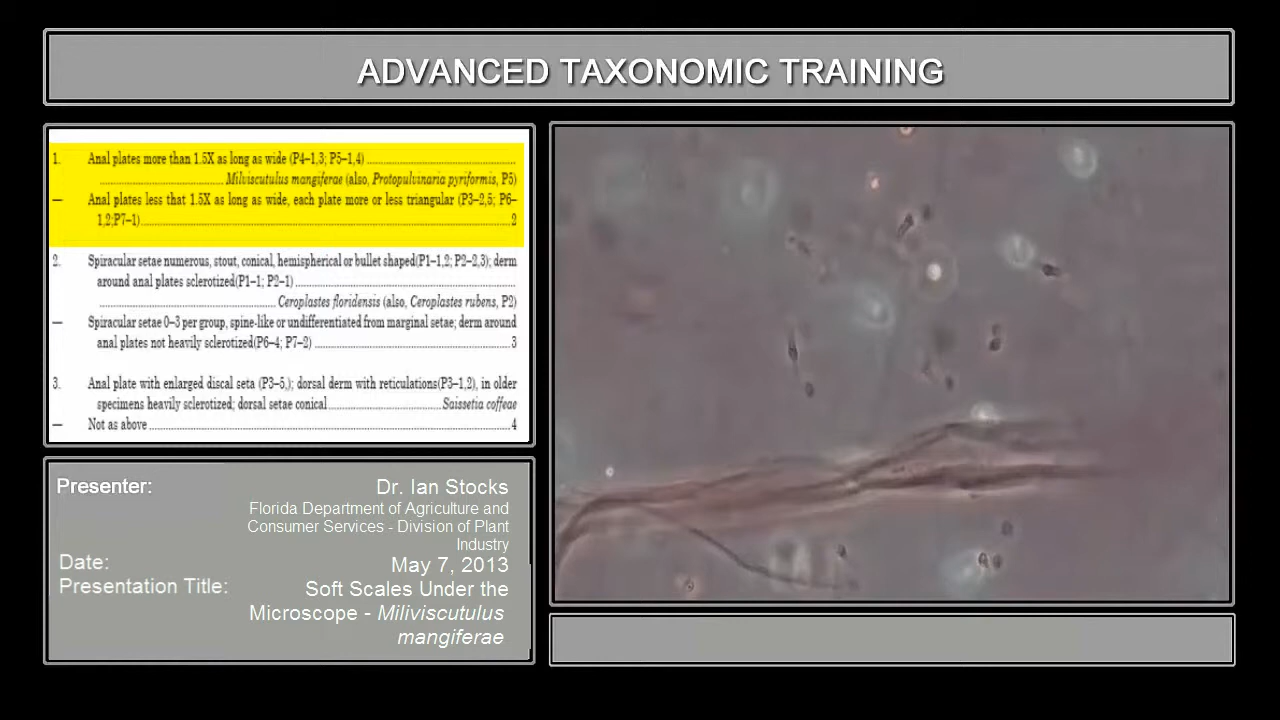 ADVANCED TAXONOMIC TRAINING
1. Anal plates more than 1.5X as long as wide (P4–1,3; P5–1,4) ........................................
........................................ Milviscutulus mangiferae (also, Protopulvinaria pyriformis, P5)
— Anal plates less that 1.5X as long as wide, each plate more or less triangular (P3–2,5; P6–
1,2;P7–1) ........................................ 2
2. Spiracular setae numerous, stout, conical, hemispherical or bullet shaped(P1–1,2; P2–2,3); derm
around anal plates sclerotized(P1–1; P2–1) ........................................
........................................ Ceroplastes floridensis (also, Ceroplastes rubens, P2)
— Spiracular setae 0–3 per group, spine-like or undifferentiated from marginal setae; derm around
anal plates not heavily sclerotized(P6–4; P7–2) ........................................ 3
3. Anal plate with enlarged discal seta (P3–5,); dorsal derm with reticulations(P3–1,2), in older
specimens heavily sclerotized; dorsal setae conical ........................................ Saissetia coffeae
— Not as above ........................................ 4
Presenter: Dr. Ian Stocks
Florida Department of Agriculture and
Consumer Services - Division of Plant
Industry
Date: May 7, 2013
Presentation Title: Soft Scales Under the
Microscope - Miliviscutulus
mangiferae